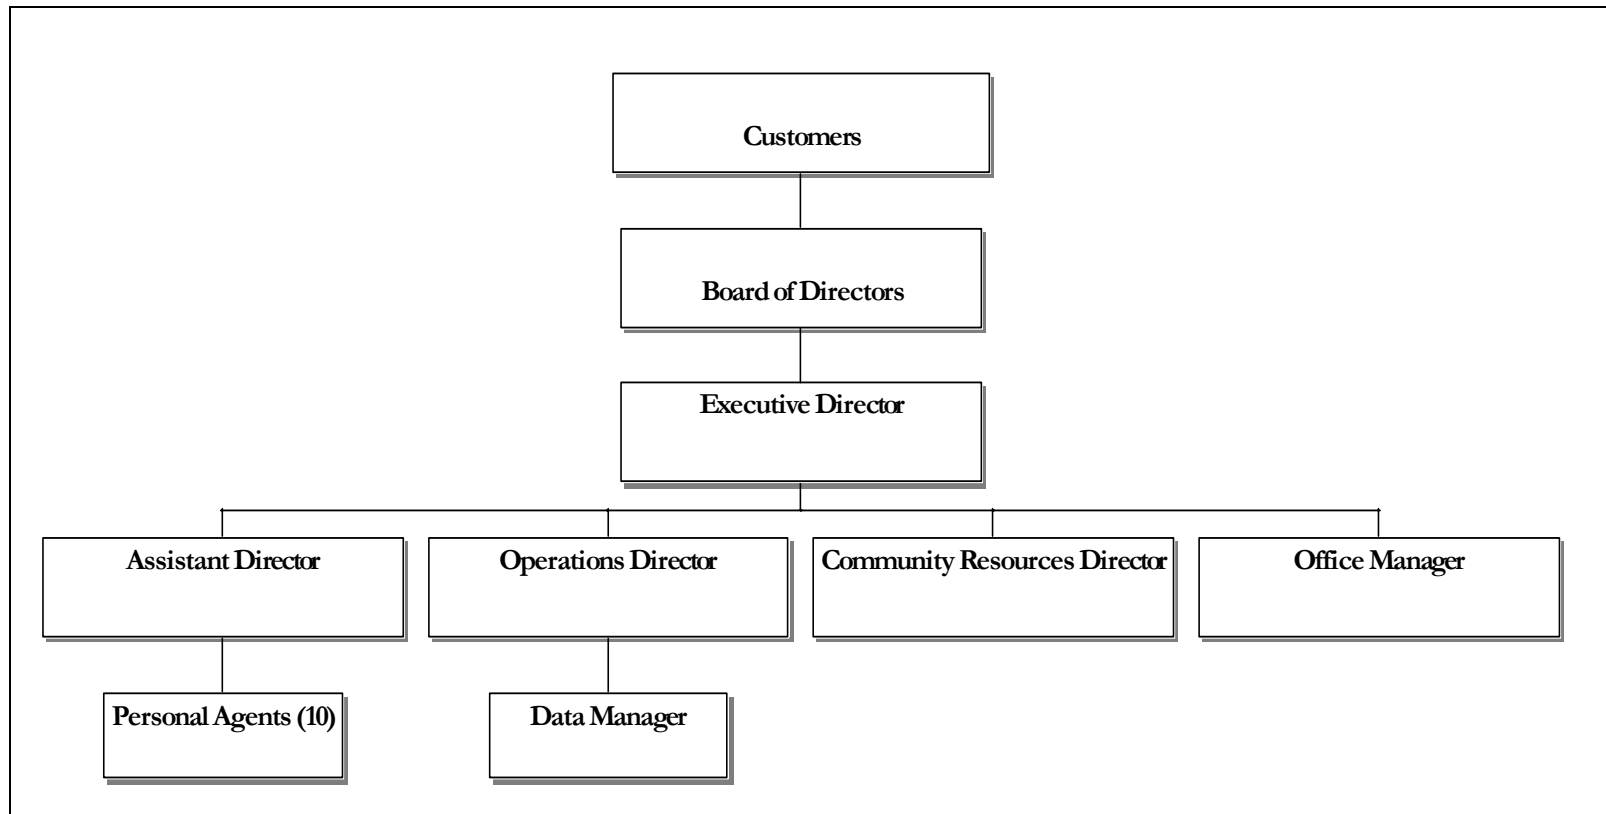 Customers
Board of Directors
Executive Director
Assistant Director
Operations Director
Community Resources Director
Office Manager
Personal Agents (10)
Data Manager